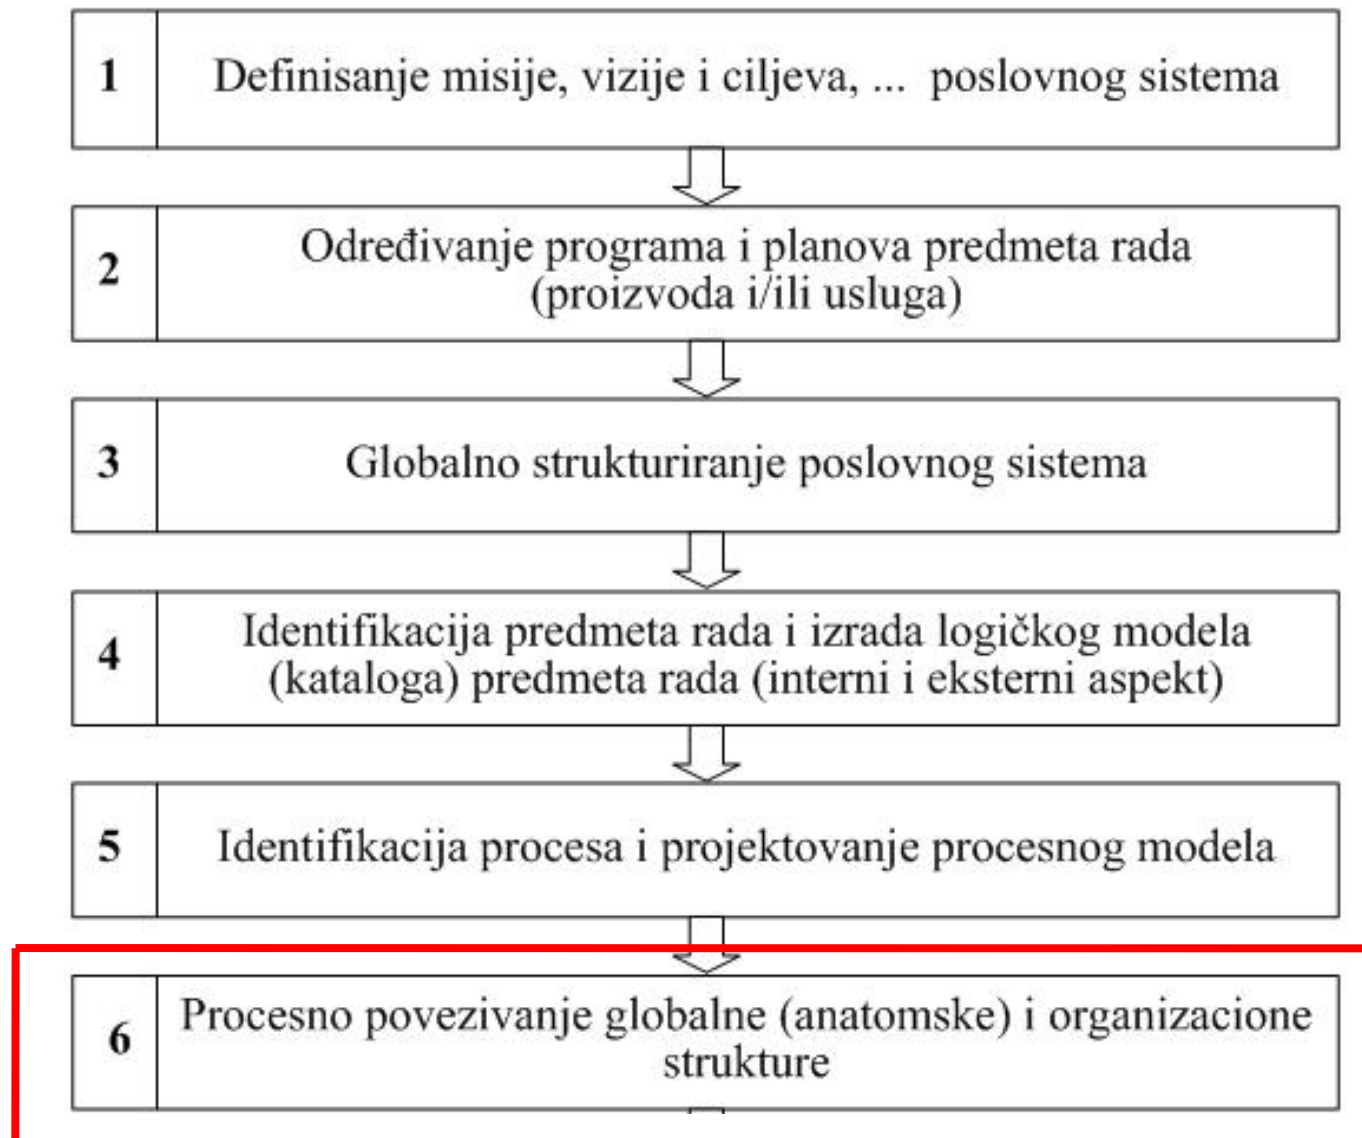 1 Definisanje misije, vizije i ciljeva, ... poslovnog sistema
2 Određivanje programa i planova predmeta rada
(proizvoda i/ili usluga)
3 Globalno strukturiranje poslovnog sistema
4 Identifikacija predmeta rada i izrada logičkog modela
(kataloga) predmeta rada (interni i eksterni aspekt)
5 Identifikacija procesa i projektovanje procesnog modela
6 Procesno povezivanje globalne (anatomske) i organizacione
strukture